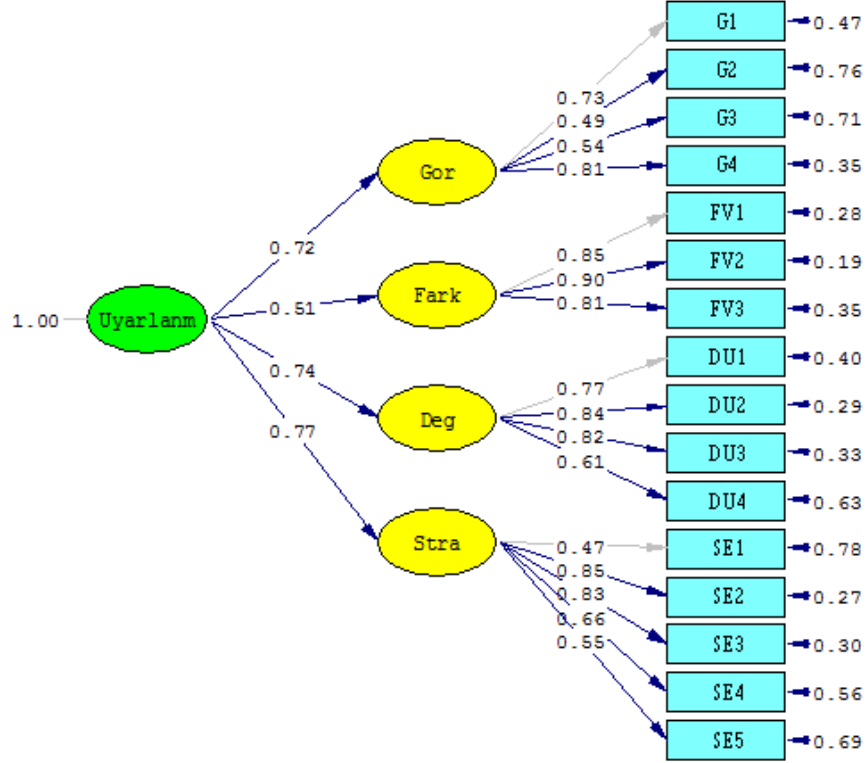 G1
0.47
G2
0.76
0.73
0.49
G3
0.71
0.54
Gor
0.81
G4
0.35
FV1
0.28
0.72
0.85
FV2
0.19
0.90
0.51
Fark
0.81
FV3
0.35
1.00
Uyarlanm
DU1
0.40
0.74
0.77
DU2
0.29
0.84
Deg
0.82
DU3
0.33
0.77
0.61
DU4
0.63
Stra
0.47
SE1
0.78
0.85
SE2
0.27
0.83
0.66
SE3
0.30
0.55
SE4
0.56
SE5
0.69